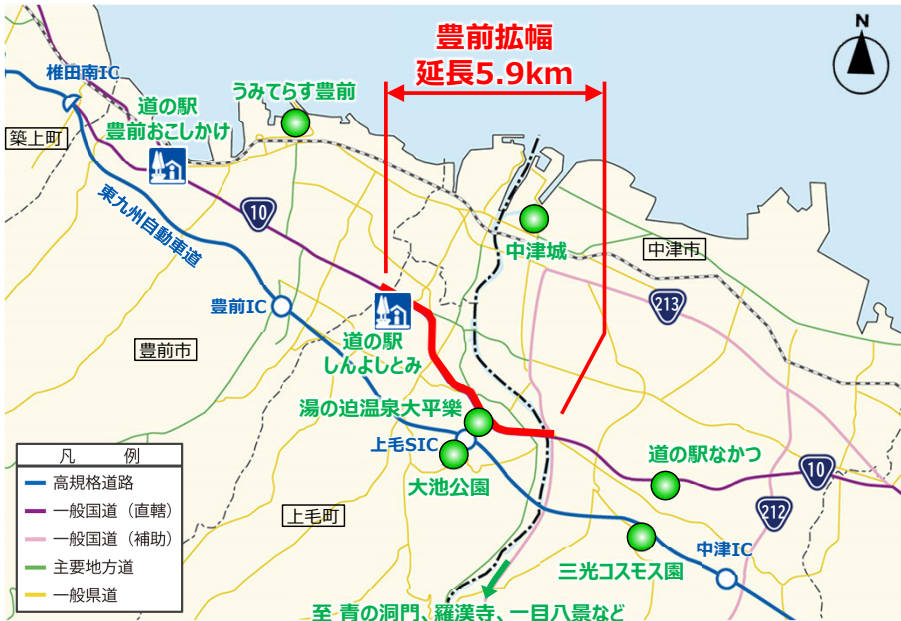 豊前拡幅
延長5.9km
N
椎田南IC
道の駅
豊前おこしかけ
うみてらす豊前
築上町
東九州自動車道
10
中津城
中津市
豊前IC
213
豊前市
道の駅
しんよしとみ
湯の迫温泉大平樂
上毛SIC
大池公園
道の駅なかつ
10
212
上毛町
中津IC
三光コスモス園
至 青の洞門、羅漢寺、一目八景など
凡 例
高規格道路
一般国道（直轄）
一般国道（補助）
主要地方道
一般県道